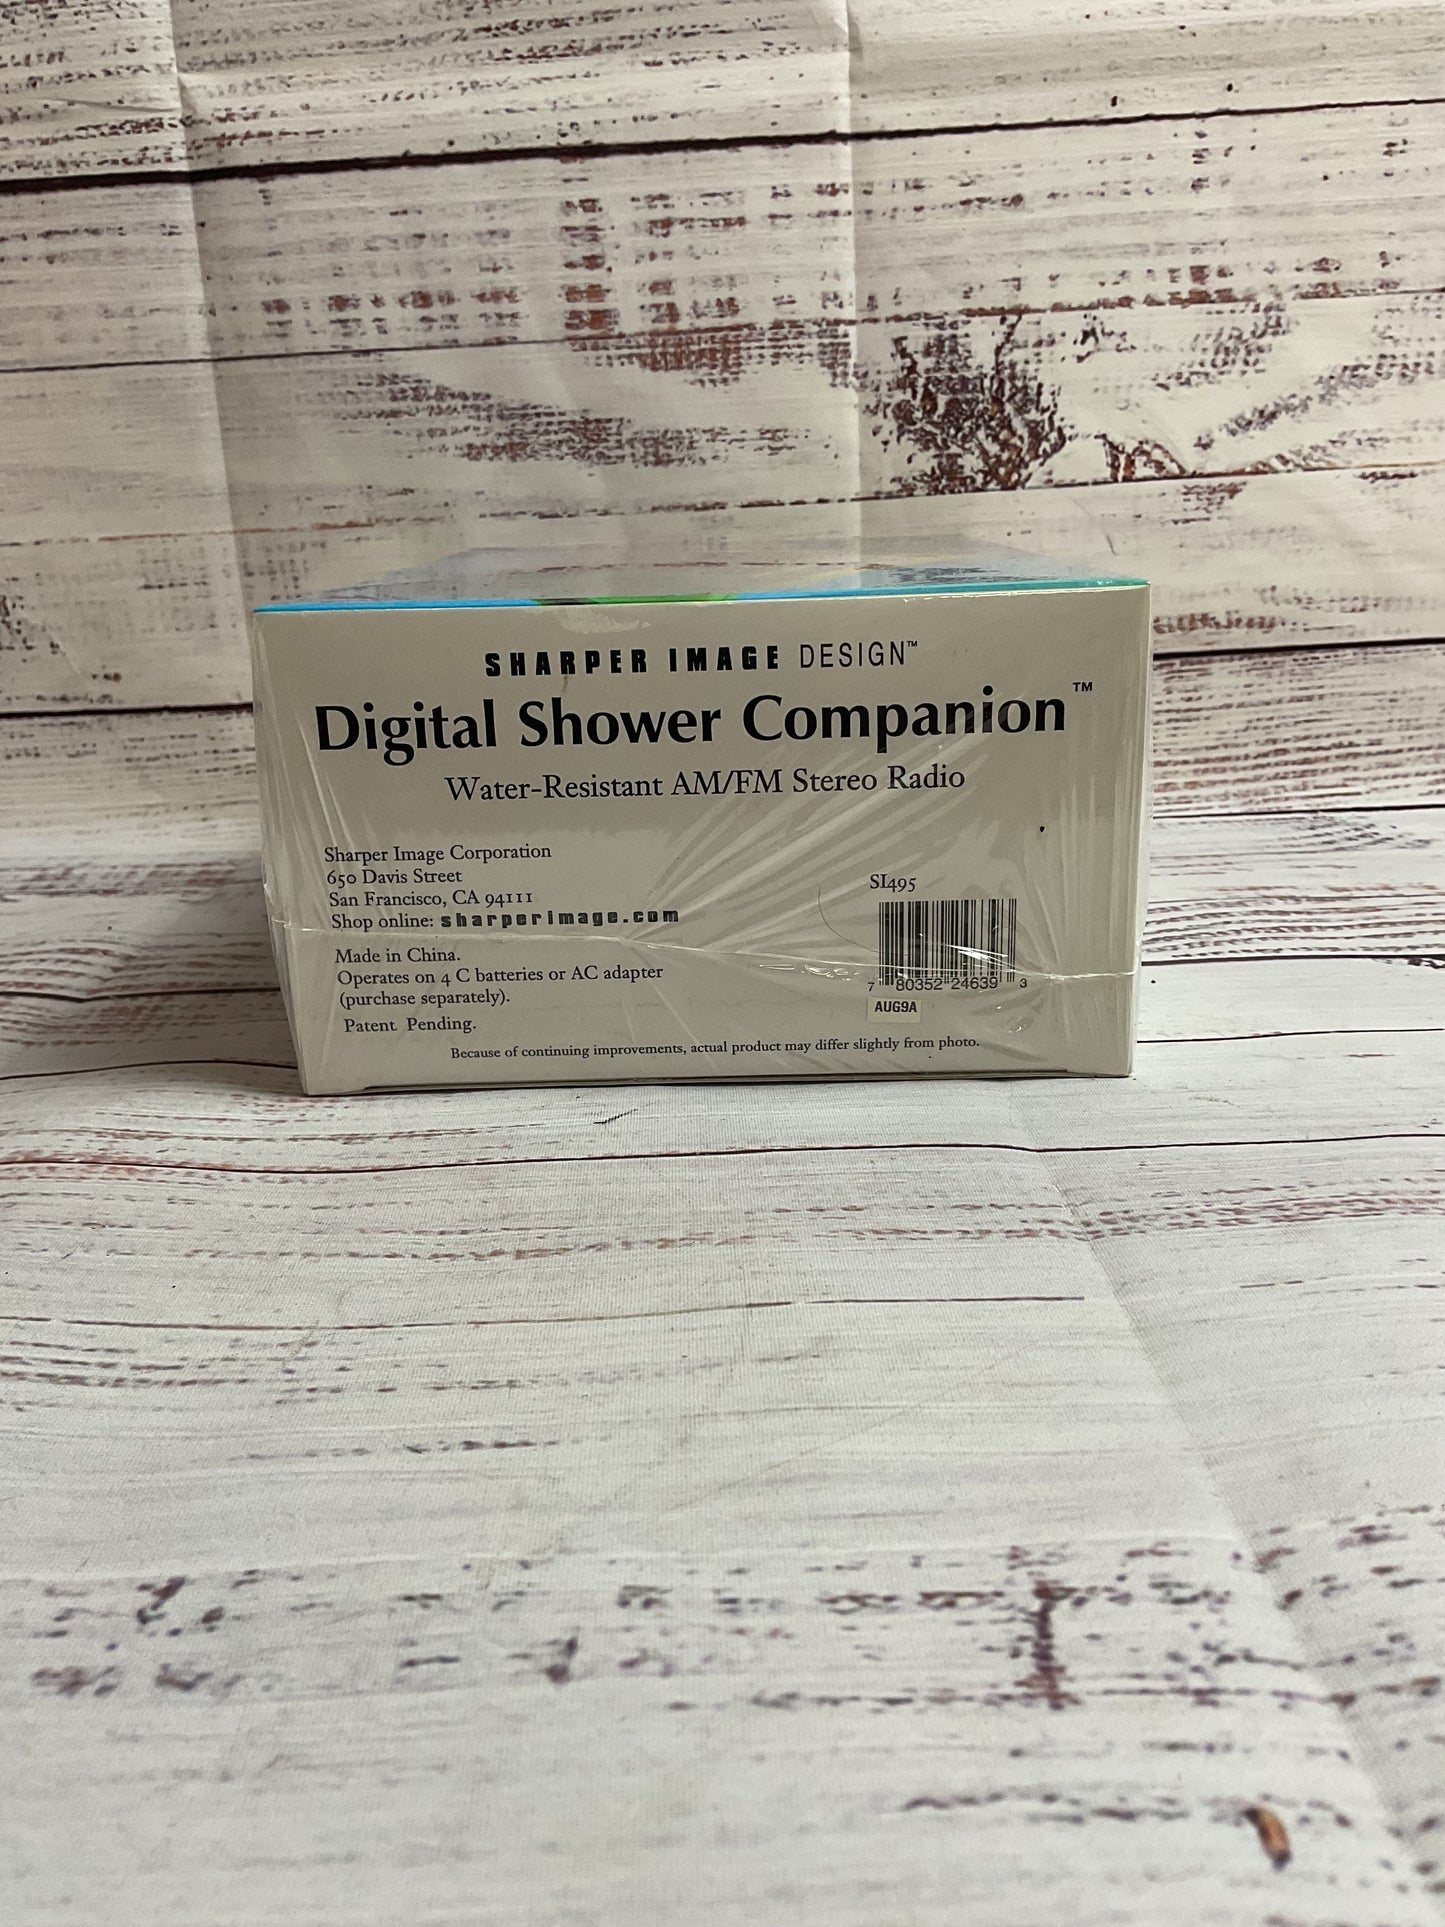 SHARPER IMAGE DESIGN™
Digital Shower Companion™
Water-Resistant AM/FM Stereo Radio
Sharper Image Corporation
650 Davis Street
San Francisco, CA 94111
Shop online: sharperimage.com
Made in China.
Operates on 4 C batteries or AC adapter
(purchase separately).
Patent Pending.
SI495
7 80352 24639 3
AUG9A
Because of continuing improvements, actual product may differ slightly from photo.